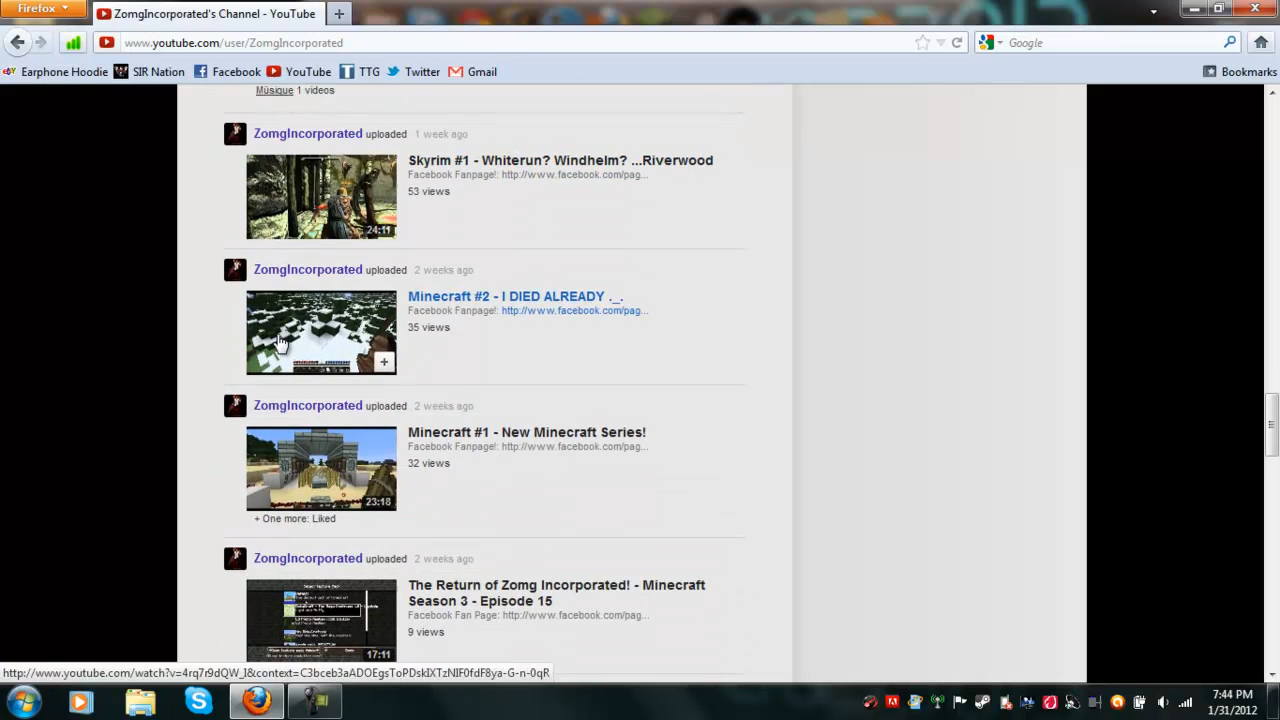 Firefox
ZomgIncorporated's Channel - YouTube
www.youtube.com/user/ZomgIncorporated
Google
Earphone Hoodie
SIR Nation
Facebook
YouTube
TTG
Twitter
Gmail
Bookmarks
Müsique 1 videos
ZomgIncorporated uploaded 1 week ago
Skyrim #1 - Whiterun? Windhelm? ...Riverwood
Facebook Fanpage!: http://www.facebook.com/pag...
53 views
24:11
ZomgIncorporated uploaded 2 weeks ago
Minecraft #2 - I DIED ALREADY ._.
Facebook Fanpage!: http://www.facebook.com/pag...
35 views
ZomgIncorporated uploaded 2 weeks ago
Minecraft #1 - New Minecraft Series!
Facebook Fanpage!: http://www.facebook.com/pag...
32 views
23:18
+ One more: Liked
ZomgIncorporated uploaded 2 weeks ago
The Return of Zomg Incorporated! - Minecraft
Season 3 - Episode 15
Facebook Fan Page: http://www.facebook.com/pag...
9 views
17:11
http://www.youtube.com/watch?v=4rq7r9dQW_I&context=C3bceb3aADOEgsToPDskIXTzNIF0fdF8ya-G-n-0qR
7:44 PM
1/31/2012